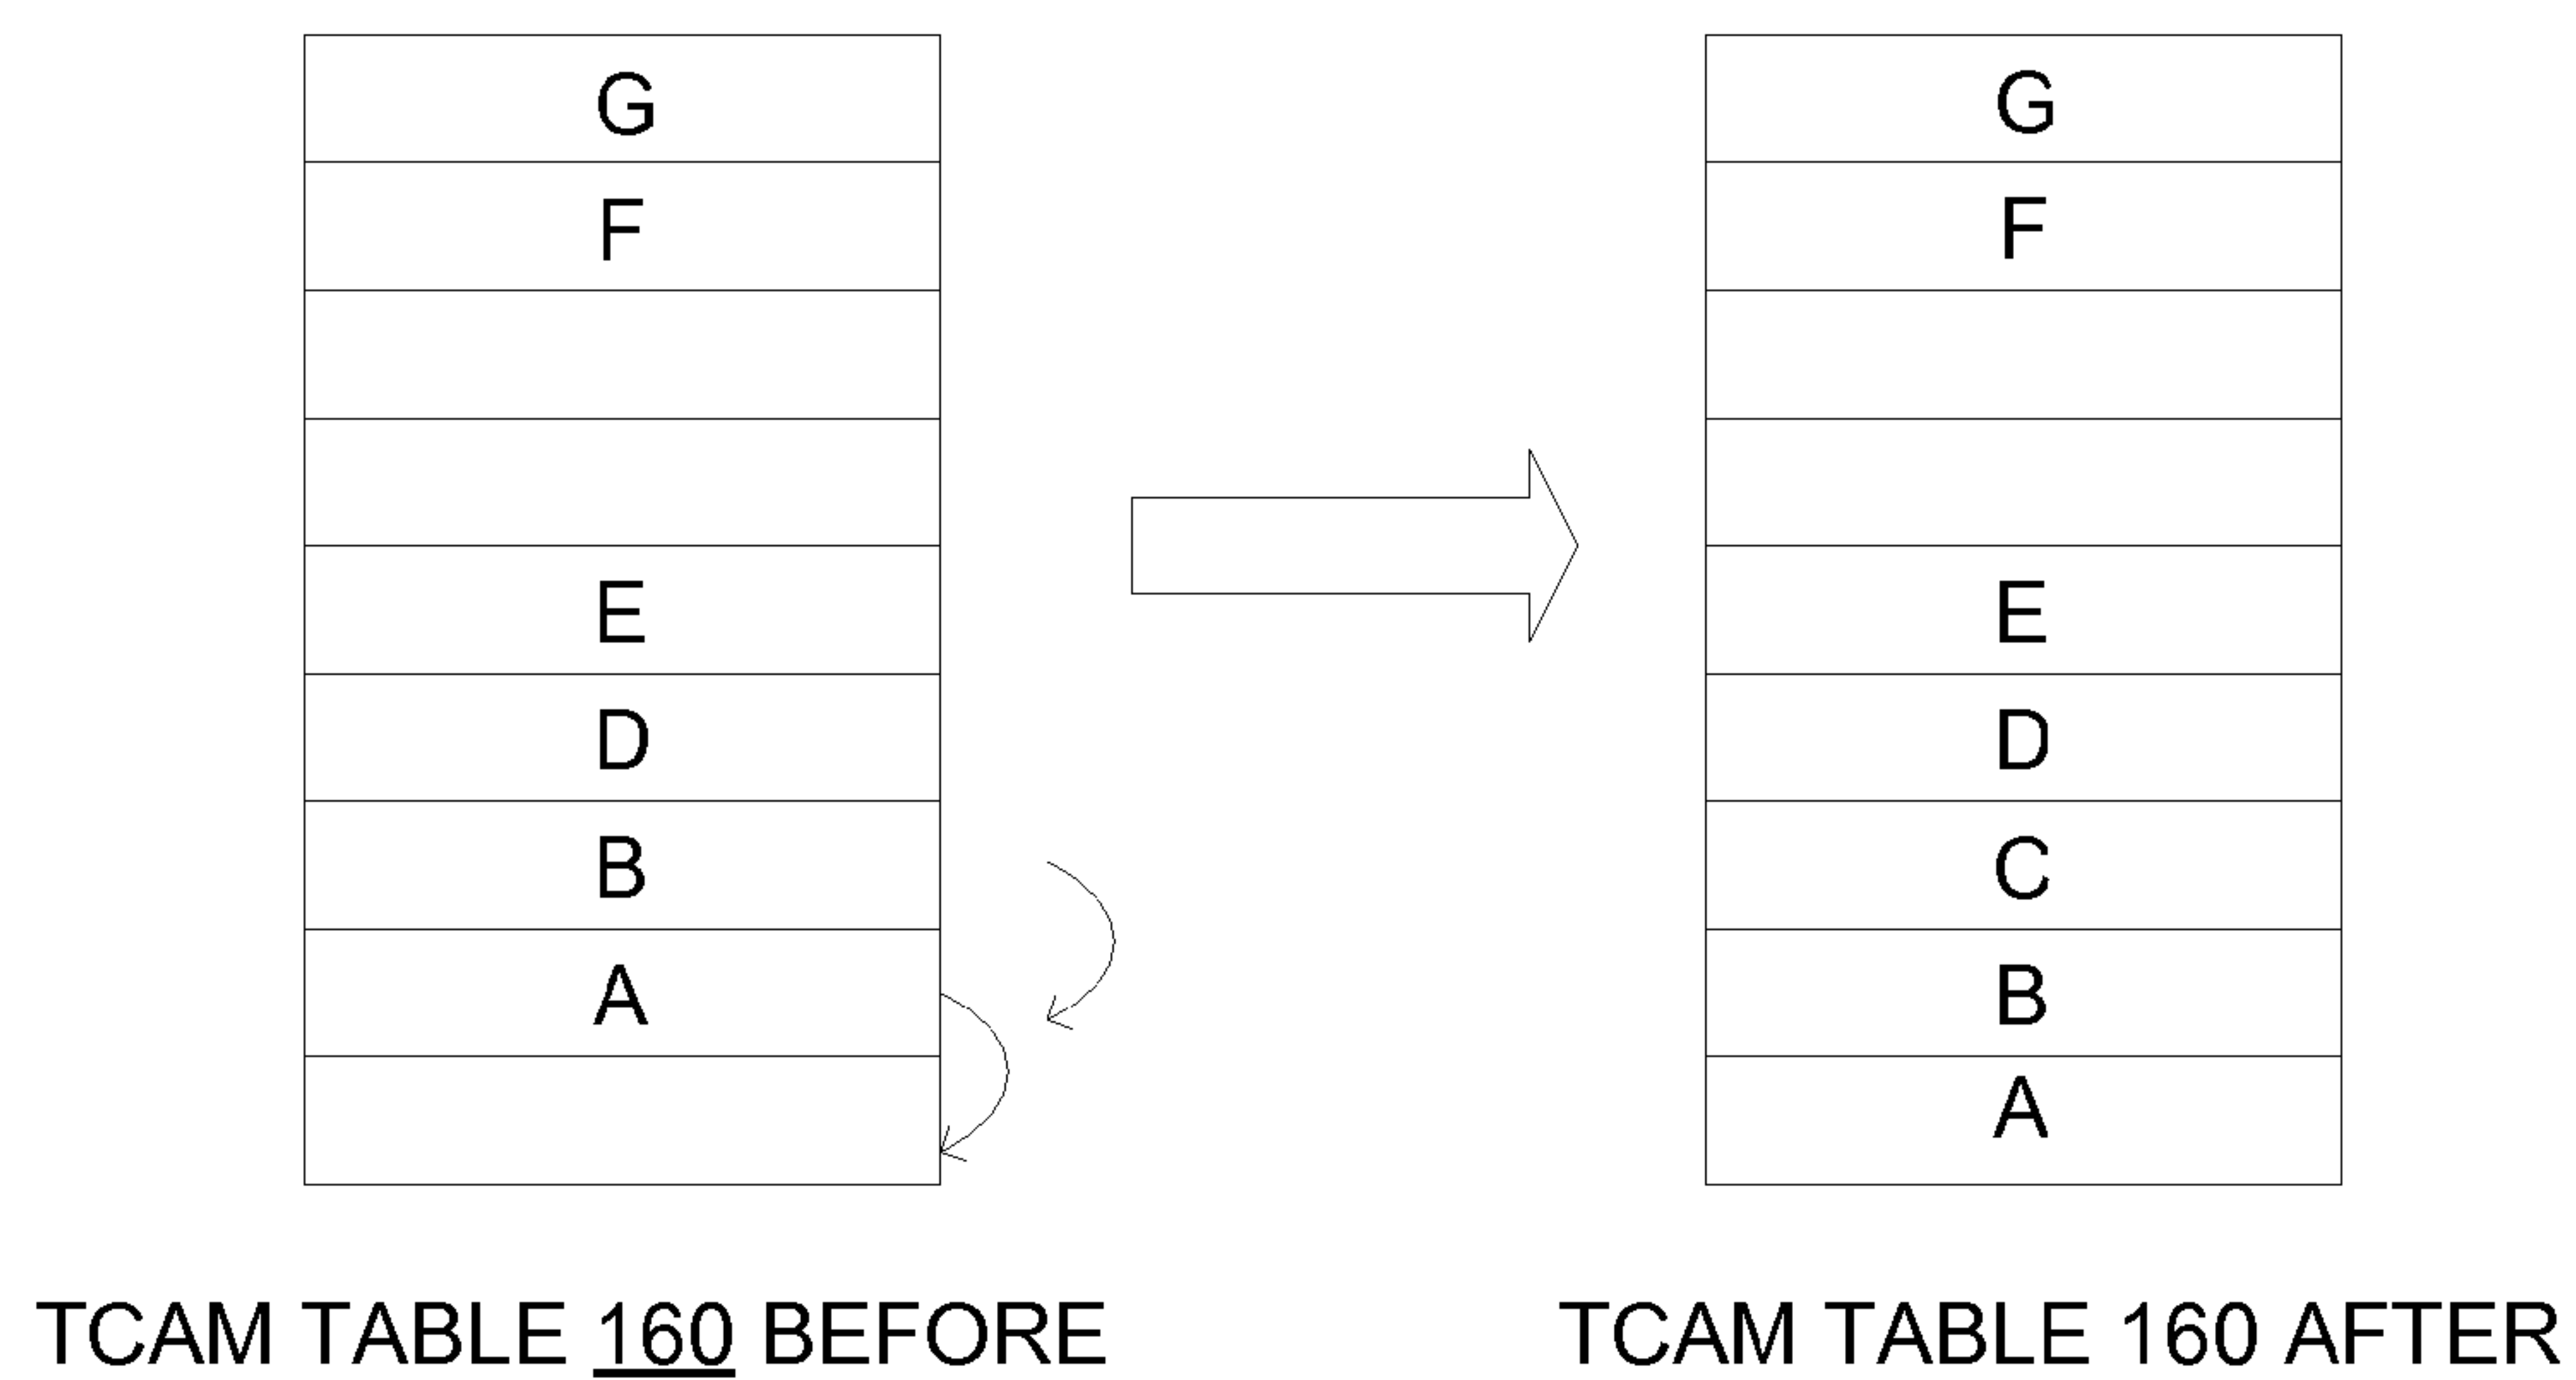 G
F
E
D
B
A
TCAM TABLE 160 BEFORE
G
F
E
D
C
B
A
TCAM TABLE 160 AFTER